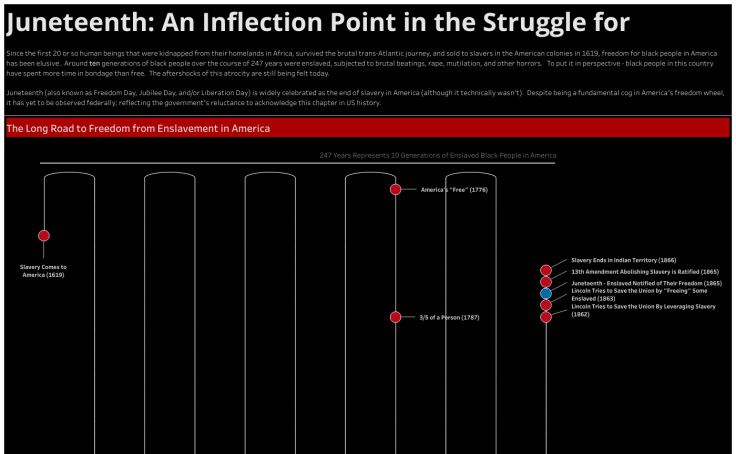 Juneteenth: An Inflection Point in the Struggle for
Since the first 20 or so human beings that were kidnapped from their homelands in Africa, survived the brutal trans-Atlantic journey, and sold to slavers in the American colonies in 1619, freedom for black people in America
has been elusive. Around ten generations of black people over the course of 247 years were enslaved, subjected to brutal beatings, rape, mutilation, and other horrors. To put it in perspective - black people in this country
have spent more time in bondage than free. The aftershocks of this atrocity are still being felt today.
Juneteenth (also known as Freedom Day, Jubilee Day, and/or Liberation Day) is widely celebrated as the end of slavery in America (although it technically wasn't). Despite being a fundamental cog in America's freedom wheel,
it has yet to be observed federally; reflecting the government's reluctance to acknowledge this chapter in US history.
The Long Road to Freedom from Enslavement in America
247 Years Represents 10 Generations of Enslaved Black People in America
America's "Free" (1776)
Slavery Comes to
America (1619)
Slavery Ends in Indian Territory (1866)
13th Amendment Abolishing Slavery is Ratified (1865)
Juneteenth - Enslaved Notified of Their Freedom (1865)
Lincoln Tries to Save the Union by "Freeing" Some
Enslaved (1863)
Lincoln Tries to Save the Union By Leveraging Slavery
(1862)
3/5 of a Person (1787)